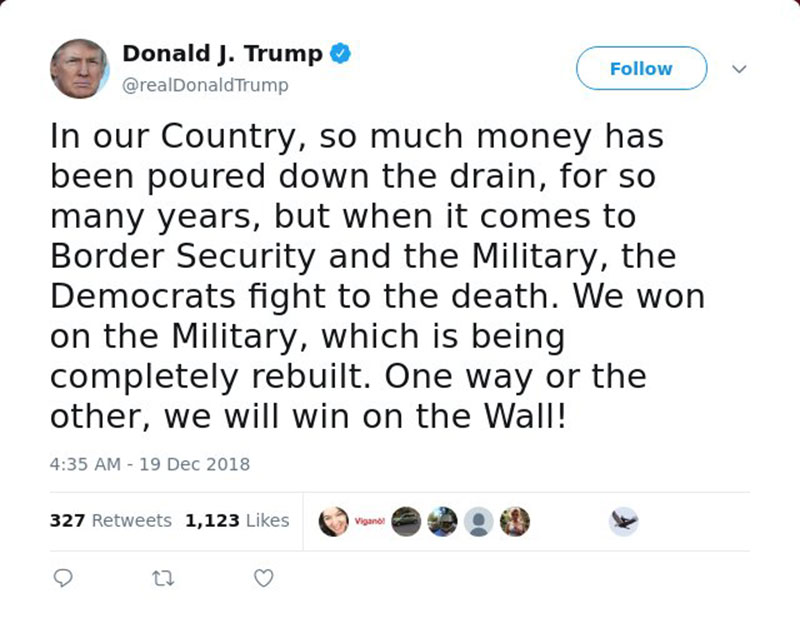 Donald J. Trump
@realDonaldTrump
Follow
In our Country, so much money has
been poured down the drain, for so
many years, but when it comes to
Border Security and the Military, the
Democrats fight to the death. We won
on the Military, which is being
completely rebuilt. One way or the
other, we will win on the Wall!
4:35 AM - 19 Dec 2018
327 Retweets 1,123 Likes
Viganò!